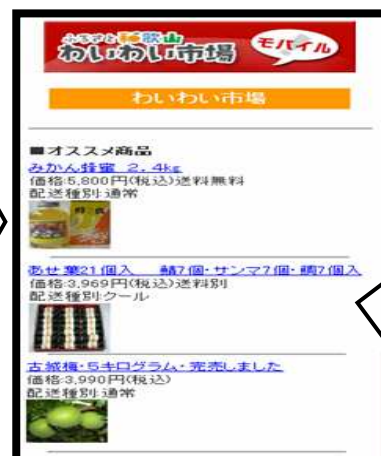 ふるさと和歌山
わいわい市場
モバイル
わいわい市場
■オススメ商品
みかん蜂蜜 2.4kg
価格:5,800円(税込)送料無料
配送種別:通常
あせ葉21個入 鯖7個・サンマ7個・鯛7個入
価格:3,969円(税込)送料別
配送種別:クール
古城梅・5キログラム・完売しました
価格:3,990円(税込)
配送種別:通常